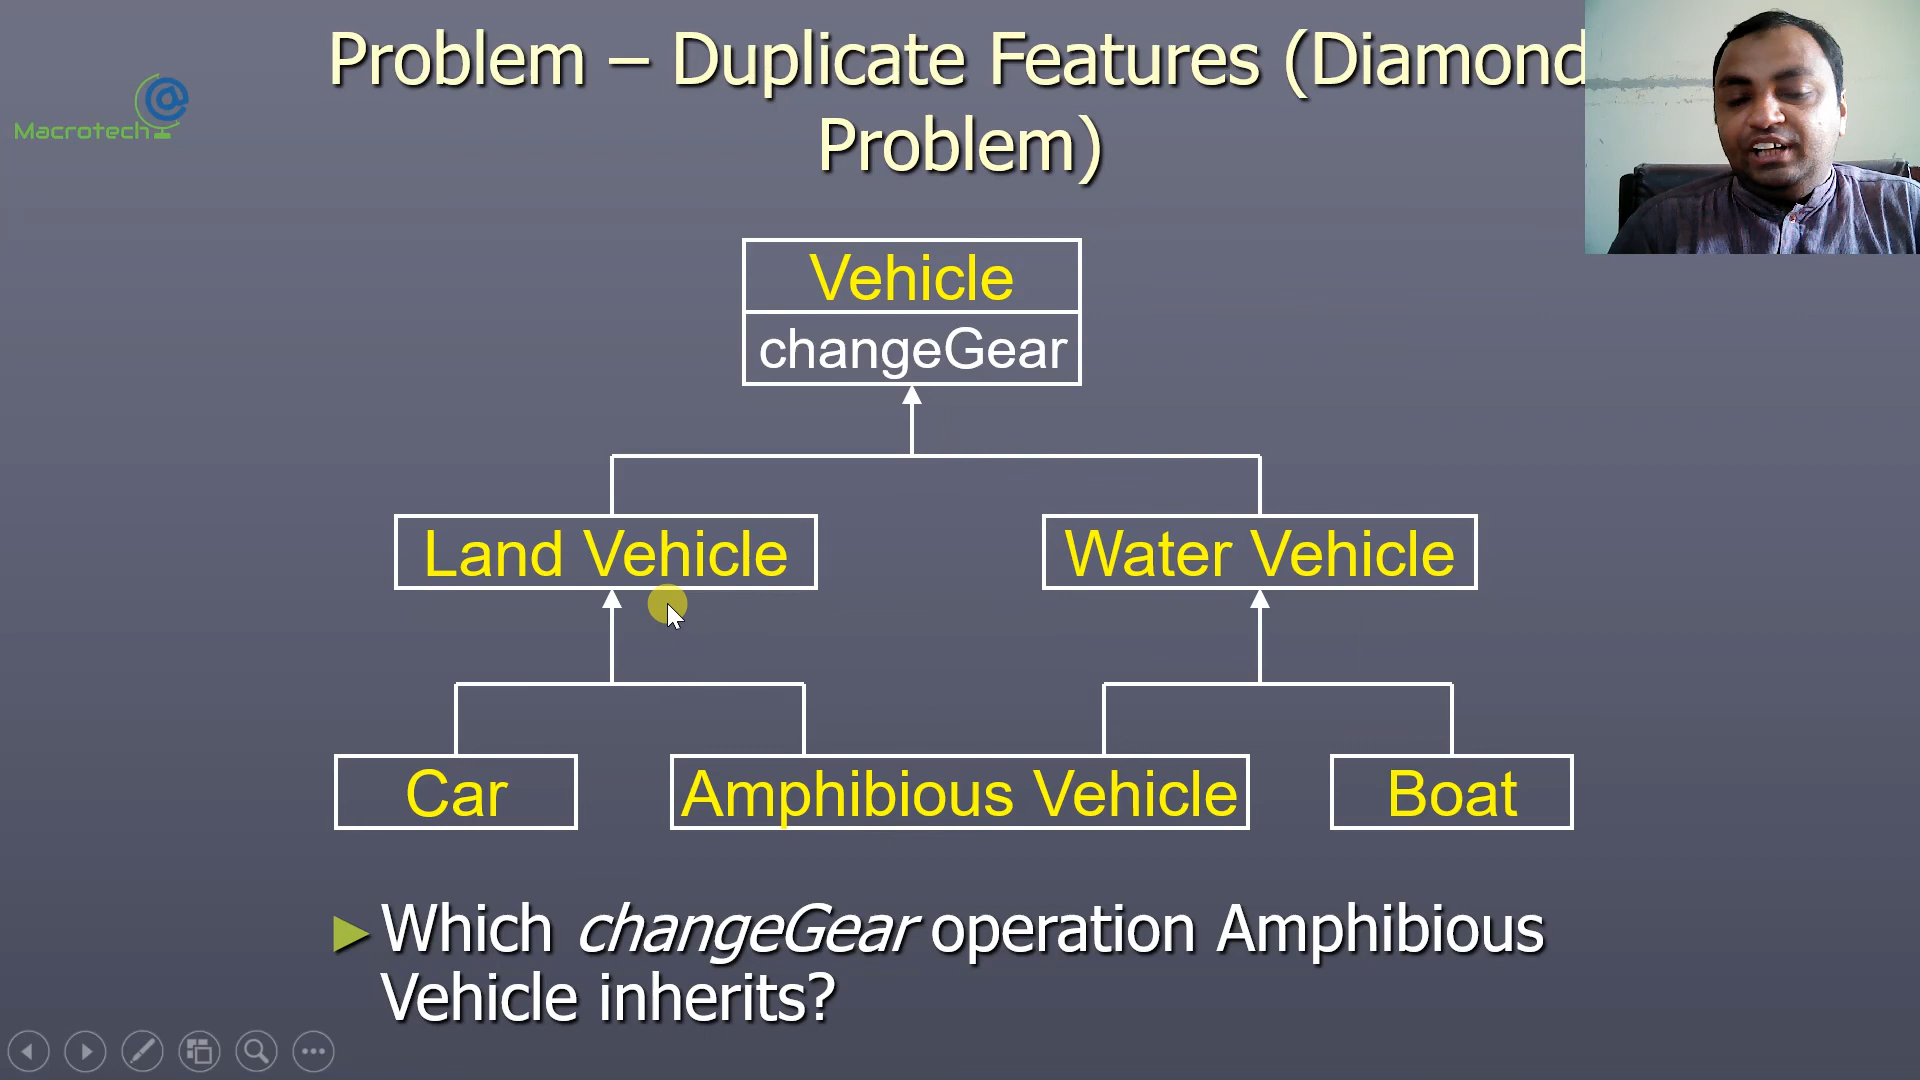 Problem – Duplicate Features (Diamond
Problem)
Macrotech
Vehicle
changeGear
Land Vehicle
Water Vehicle
Car
Amphibious Vehicle
Boat
Which changeGear operation Amphibious
Vehicle inherits?